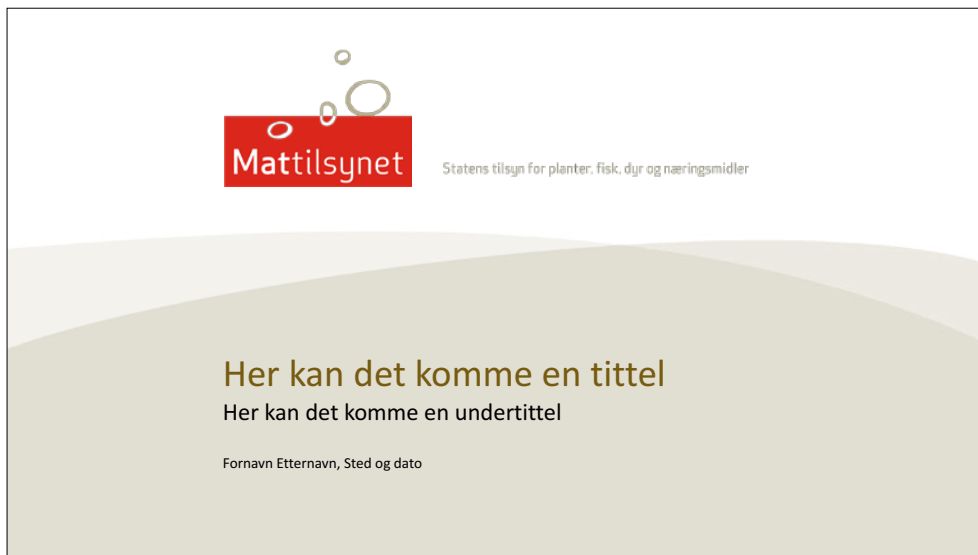 Mattilsynet
Statens tilsyn for planter, fisk, dyr og næringsmidler
Her kan det komme en tittel
Her kan det komme en undertittel
Fornavn Etternavn, Sted og dato